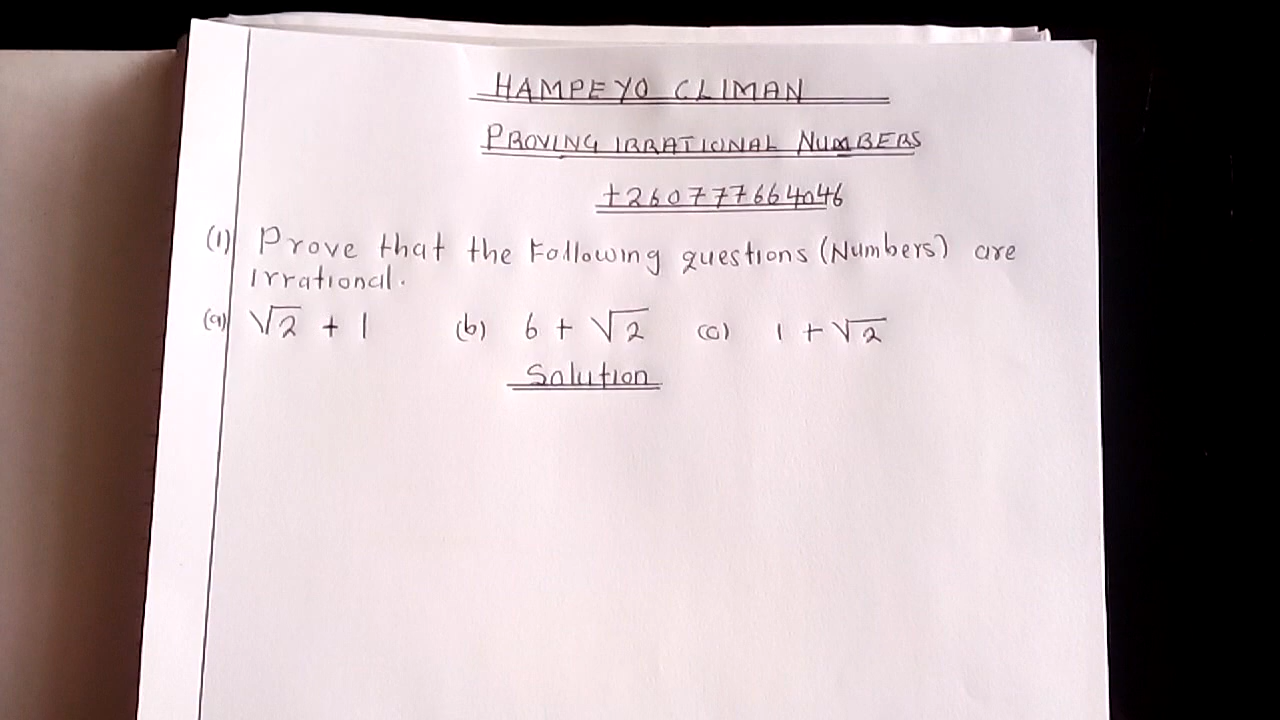 HAMPEYO CLIMAN
PROVING IRRATIONAL NUMBERS
+260777664046
(1) Prove that the Following questions (Numbers) are
Irrational.
(a) √2 + 1 (b) 6 + √2 (c) 1 + √2
Solution